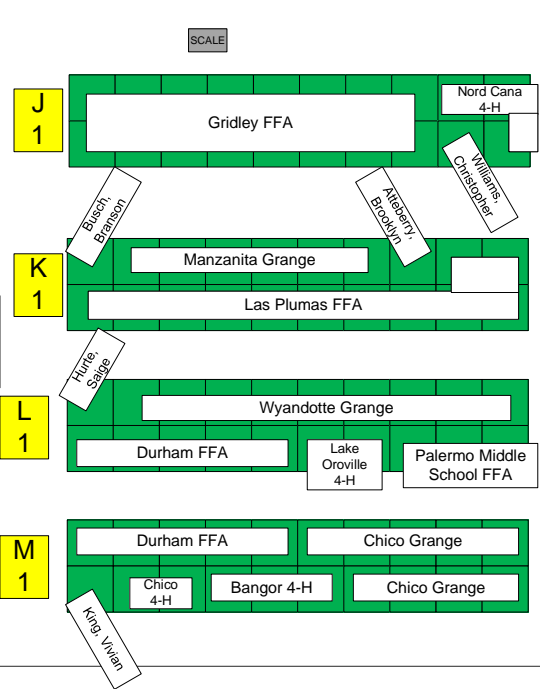 SCALE
J
1
Gridley FFA
Nord Cana
4-H
Williams,
Christopher
Busch,
Branson
Atteberry,
Brooklyn
K
1
Manzanita Grange
Las Plumas FFA
Hurte,
Saige
L
1
Wyandotte Grange
Durham FFA
Lake
Oroville
4-H
Palermo Middle
School FFA
M
1
Durham FFA
Chico Grange
Chico
4-H
Bangor 4-H
Chico Grange
King, Vivian